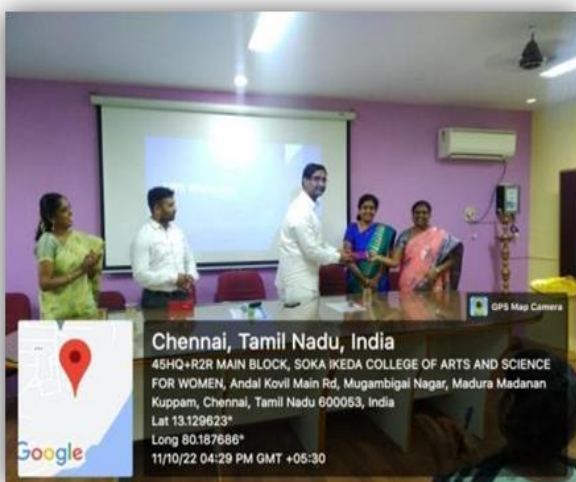 GPS Map Camera
Chennai, Tamil Nadu, India
45HQ+R2R MAIN BLOCK, SOKA IKEDA COLLEGE OF ARTS AND SCIENCE
FOR WOMEN, Andal Kovil Main Rd, Mugambigai Nagar, Madura Madanan
Kuppam, Chennai, Tamil Nadu 600053, India
Lat 13.129623°
Long 80.187686°
11/10/22 04:29 PM GMT +05:30
Google